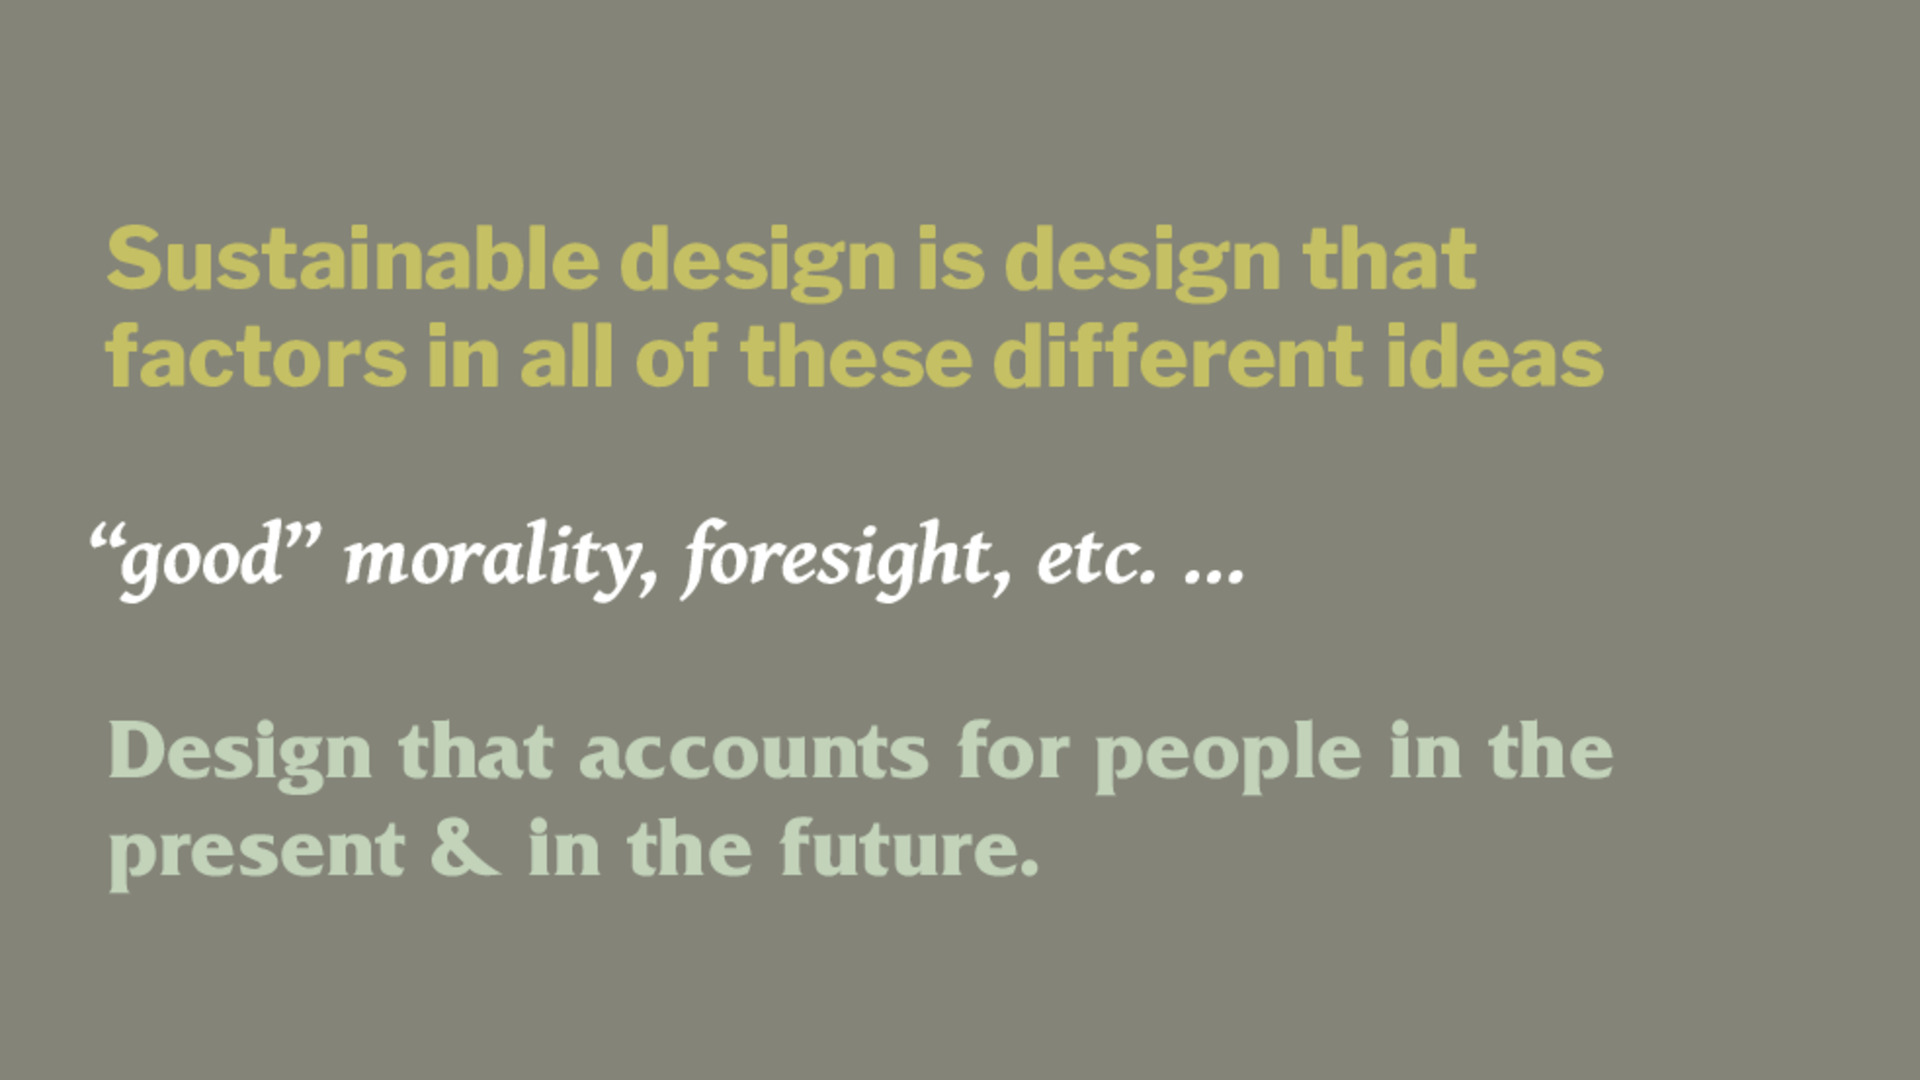 Sustainable design is design that
factors in all of these different ideas
“good” morality, foresight, etc. ...
Design that accounts for people in the
present & in the future.